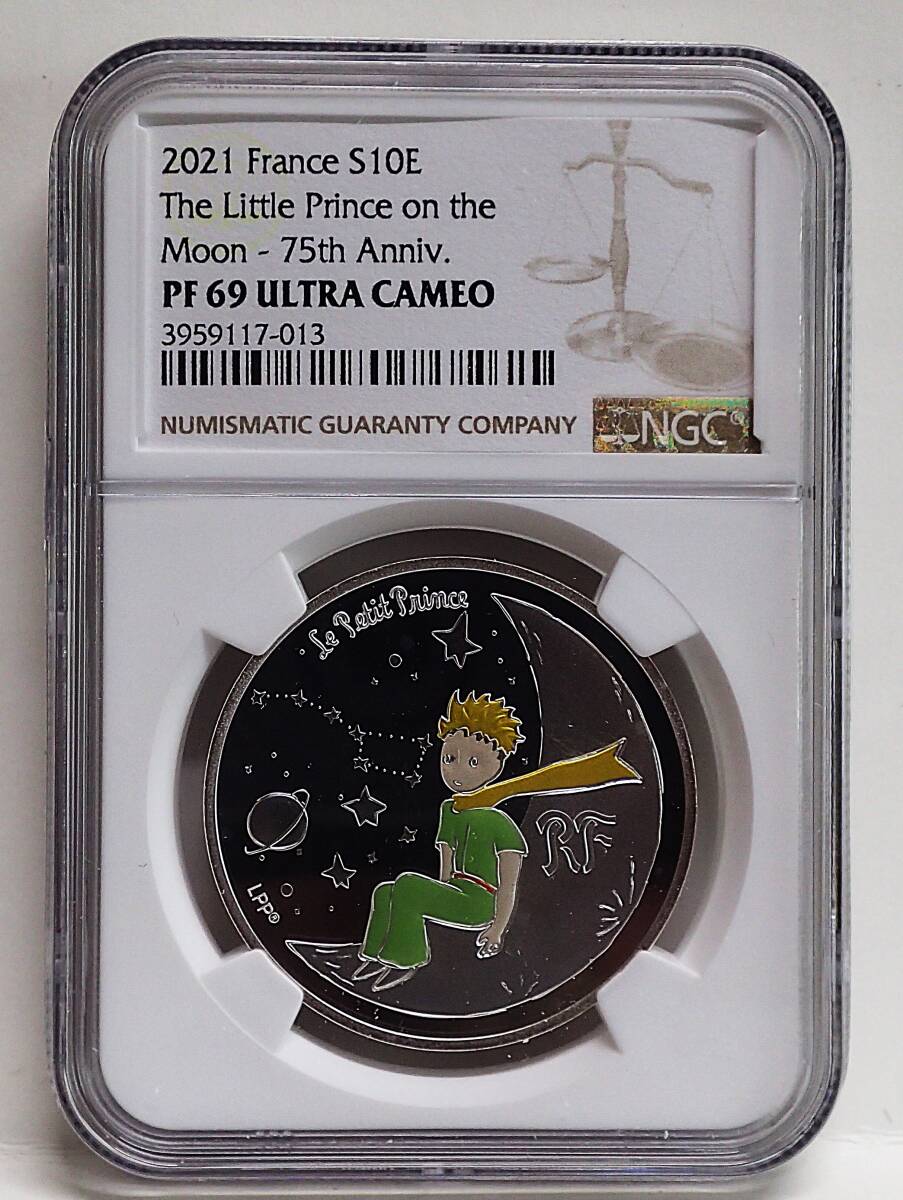 2021 France S10E
The Little Prince on the
Moon - 75th Anniv.
PF 69 ULTRA CAMEO
3959117-013
NUMISMATIC GUARANTY COMPANY
NGC®
Le Petit Prince
RF
LPP®